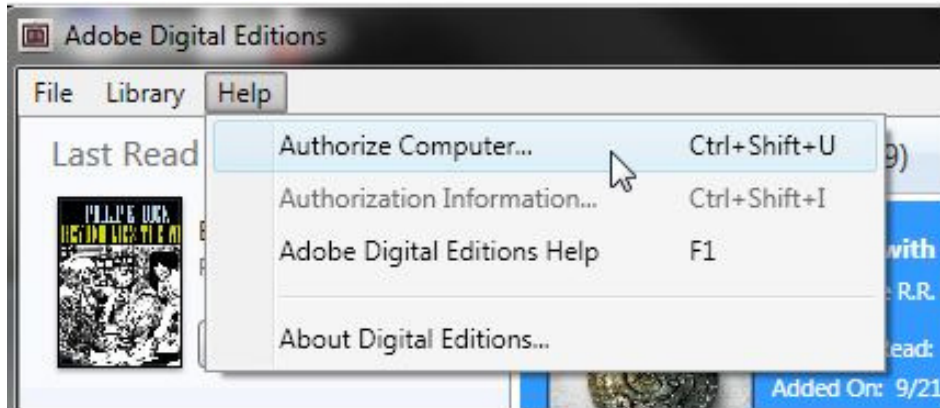 Adobe Digital Editions
File Library Help
Last Read
Authorize Computer... Ctrl+Shift+U
9)
Authorization Information... Ctrl+Shift+I
Adobe Digital Editions Help F1
with
R.R.
About Digital Editions...
ead:
Added On: 9/21